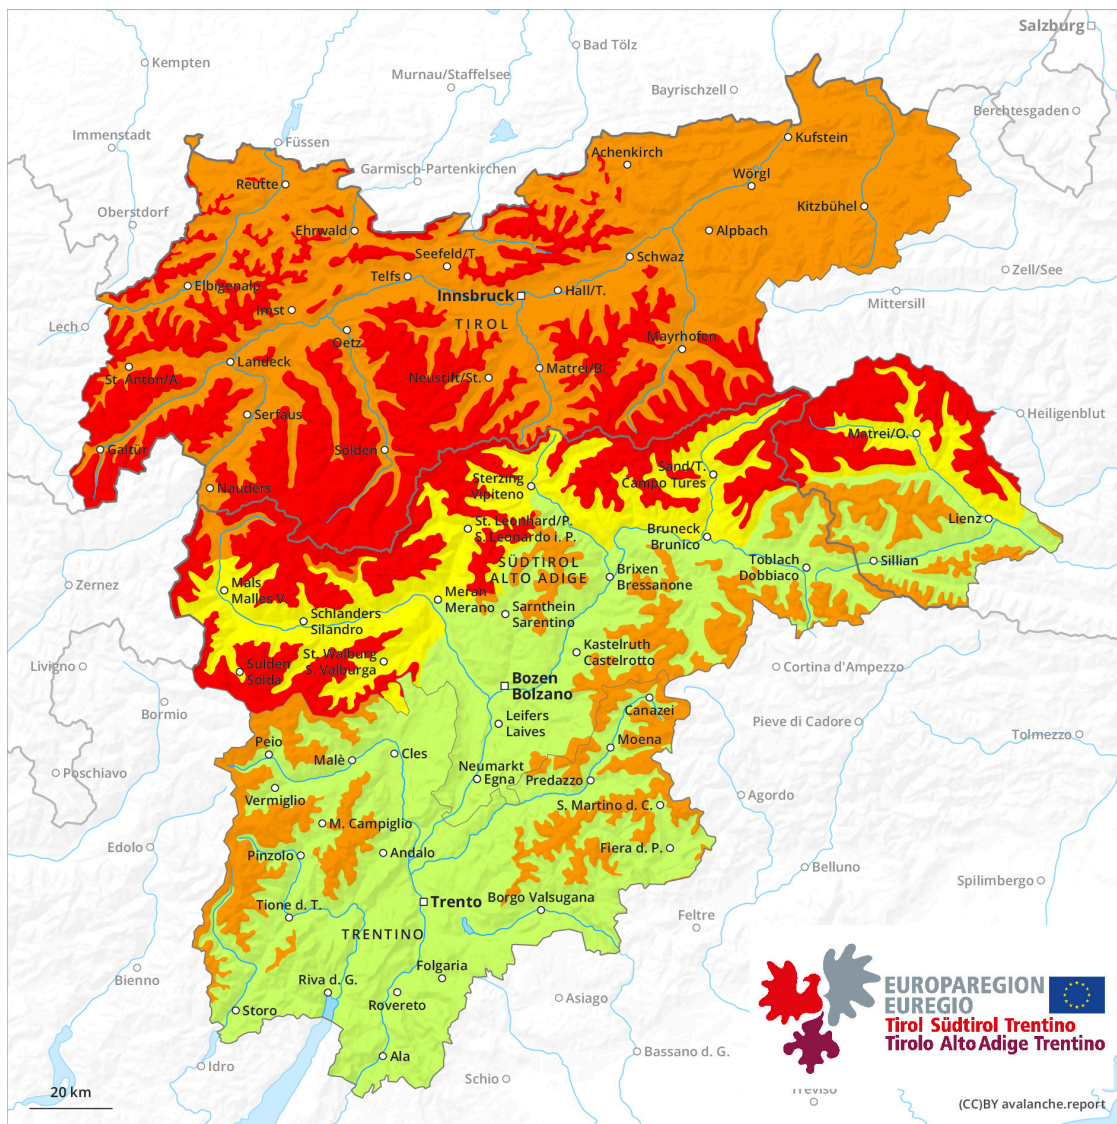 Salzburg
Bad Tölz
Kempten
Murnau/Staffelsee
Bayrischzell
Berchtesgaden
Immenstadt
Füssen
Kufstein
Achenkirch
Garmisch-Partenkirchen
Wörgl
Reutte
Kitzbühel
Oberstdorf
Ehrwald
Alpbach
Seefeld/T.
Schwaz
Zell/See
Telfs
Elbigenalp
Innsbruck
Hall/T.
Mittersill
Imst
TIROL
Lech
Oetz
Mayrhofen
Landeck
Matrei/B.
St. Anton/A.
Neustift/St.
Serfaus
Heiligenblut
Matrei/O.
Galtür
Sölden
Sand/T.
Campo Tures
Sterzing
Vipiteno
Nauders
Lienz
St. Leonhard/P.
S. Leonardo i. P.
Bruneck
Brunico
SÜDTIROL
ALTO ADIGE
Toblach
Dobbiaco
Sillian
Brixen
Bressanone
Zernez
Mals
Malles V.
Meran
Merano
Sarnthein
Sarentino
Schlanders
Silandro
Kastelruth
Castelrotto
St. Walburg
S. Valburga
Livigno
Sulden
Solda
Cortina d'Ampezzo
Bozen
Bolzano
Bormio
Canazei
Leifers
Laives
Pieve di Cadore
Tolmezzo
Peio
Moena
Malè
Cles
Poschiavo
Neumarkt
Egna
Predazzo
Vermiglio
Agordo
S. Martino d. C.
M. Campiglio
Edolo
Pinzolo
Andalo
Fiera d. P.
Belluno
Spilimbergo
Trento
Borgo Valsugana
Tione d. T.
Feltre
TRENTINO
Bienno
Folgaria
Riva d. G.
Rovereto
Asiago
Storo
EUROPAREGION
EUREGIO
Tirol Südtirol Trentino
Tirolo Alto Adige Trentino
Ala
Bassano d. G.
Idro
Schio
Treviso
20 km
(CC)BY avalanche.report